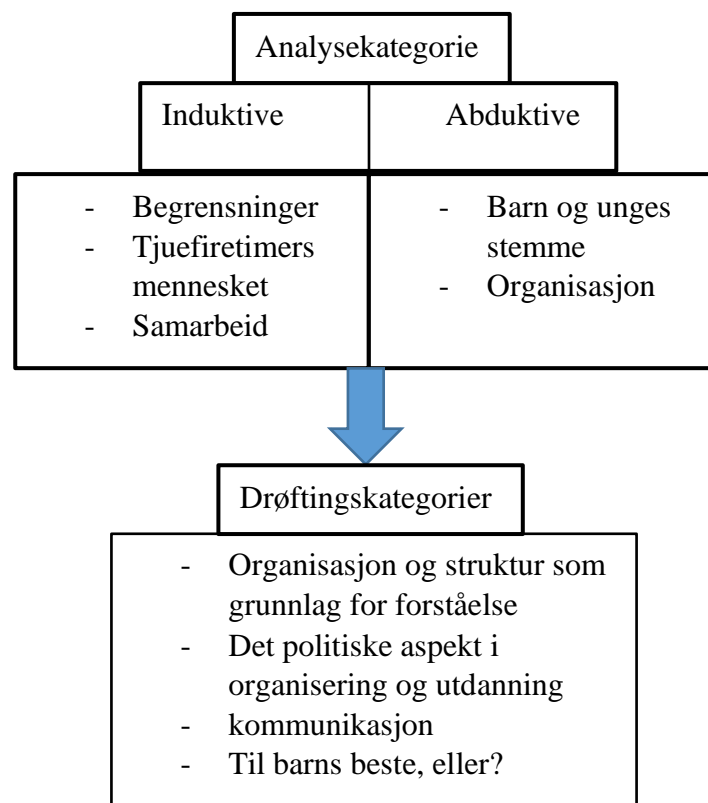 Analysekategorie
Induktive
Abduktive
- Begrensninger
- Tjuefiretimers
mennesket
- Samarbeid
- Barn og unges
stemme
- Organisasjon
Drøftingskategorier
- Organisasjon og struktur som
grunnlag for forståelse
- Det politiske aspekt i
organisering og utdanning
- kommunikasjon
- Til barns beste, eller?